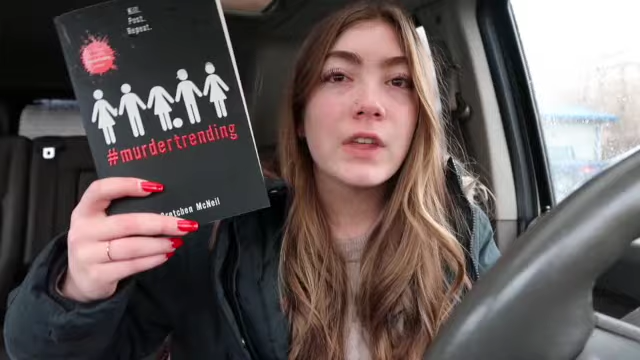 Kill.
Post.
Repeat.
#murdertrending
Gretchen McNeil